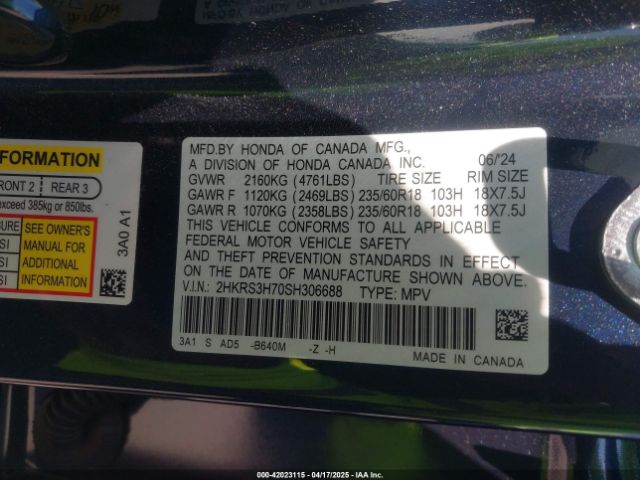 MFD.BY HONDA OF CANADA MFG.,
A DIVISION OF HONDA CANADA INC. 06/'24
GVWR 2160KG (4761LBS) TIRE SIZE RIM SIZE
GAWR F 1120KG (2469LBS) 235/60R18 103H 18X7.5J
GAWR R 1070KG (2358LBS) 235/60R18 103H 18X7.5J
THIS VEHICLE CONFORMS TO ALL APPLICABLE
FEDERAL MOTOR VEHICLE SAFETY
AND THEFT PREVENTION STANDARDS IN EFFECT
ON THE DATE OF MANUFACTURE SHOWN ABOVE.
V.I.N.: 2HKRS3H70SH306688 TYPE: MPV
3A1 S AD5 -B640M -Z -H
MADE IN CANADA
FORMATION
FRONT 2 REAR 3
exceed 385kg or 850lbs.
SEE OWNER'S
MANUAL FOR
ADDITIONAL
INFORMATION
3A0 A1
000-42023115 - 04/17/2025 - IAAI, Inc.